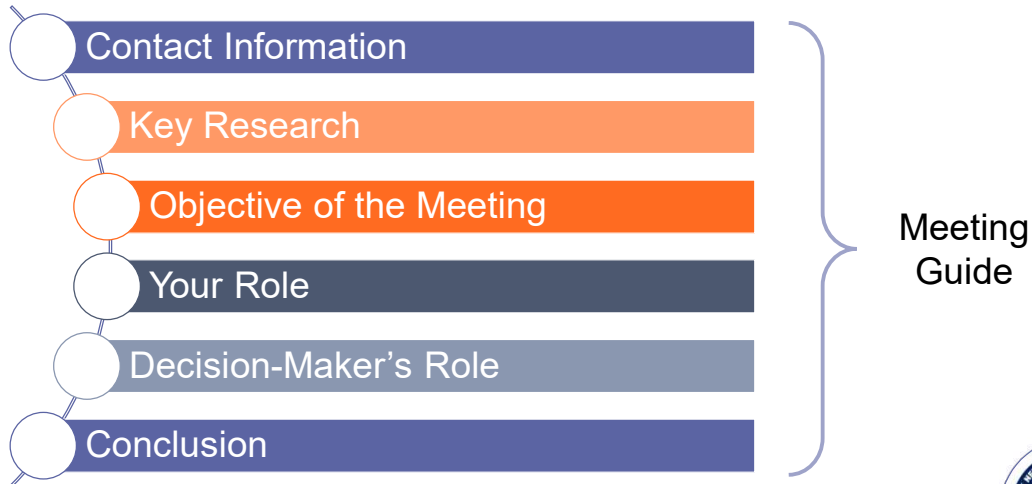 Contact Information
Key Research
Objective of the Meeting
Your Role
Decision-Maker’s Role
Conclusion
Meeting
Guide